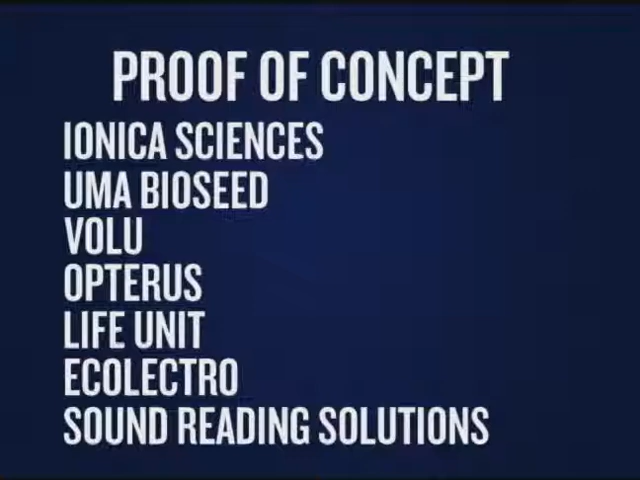 PROOF OF CONCEPT
IONICA SCIENCES
UMA BIOSEED
VOLU
OPTERUS
LIFE UNIT
ECOLECTRO
SOUND READING SOLUTIONS